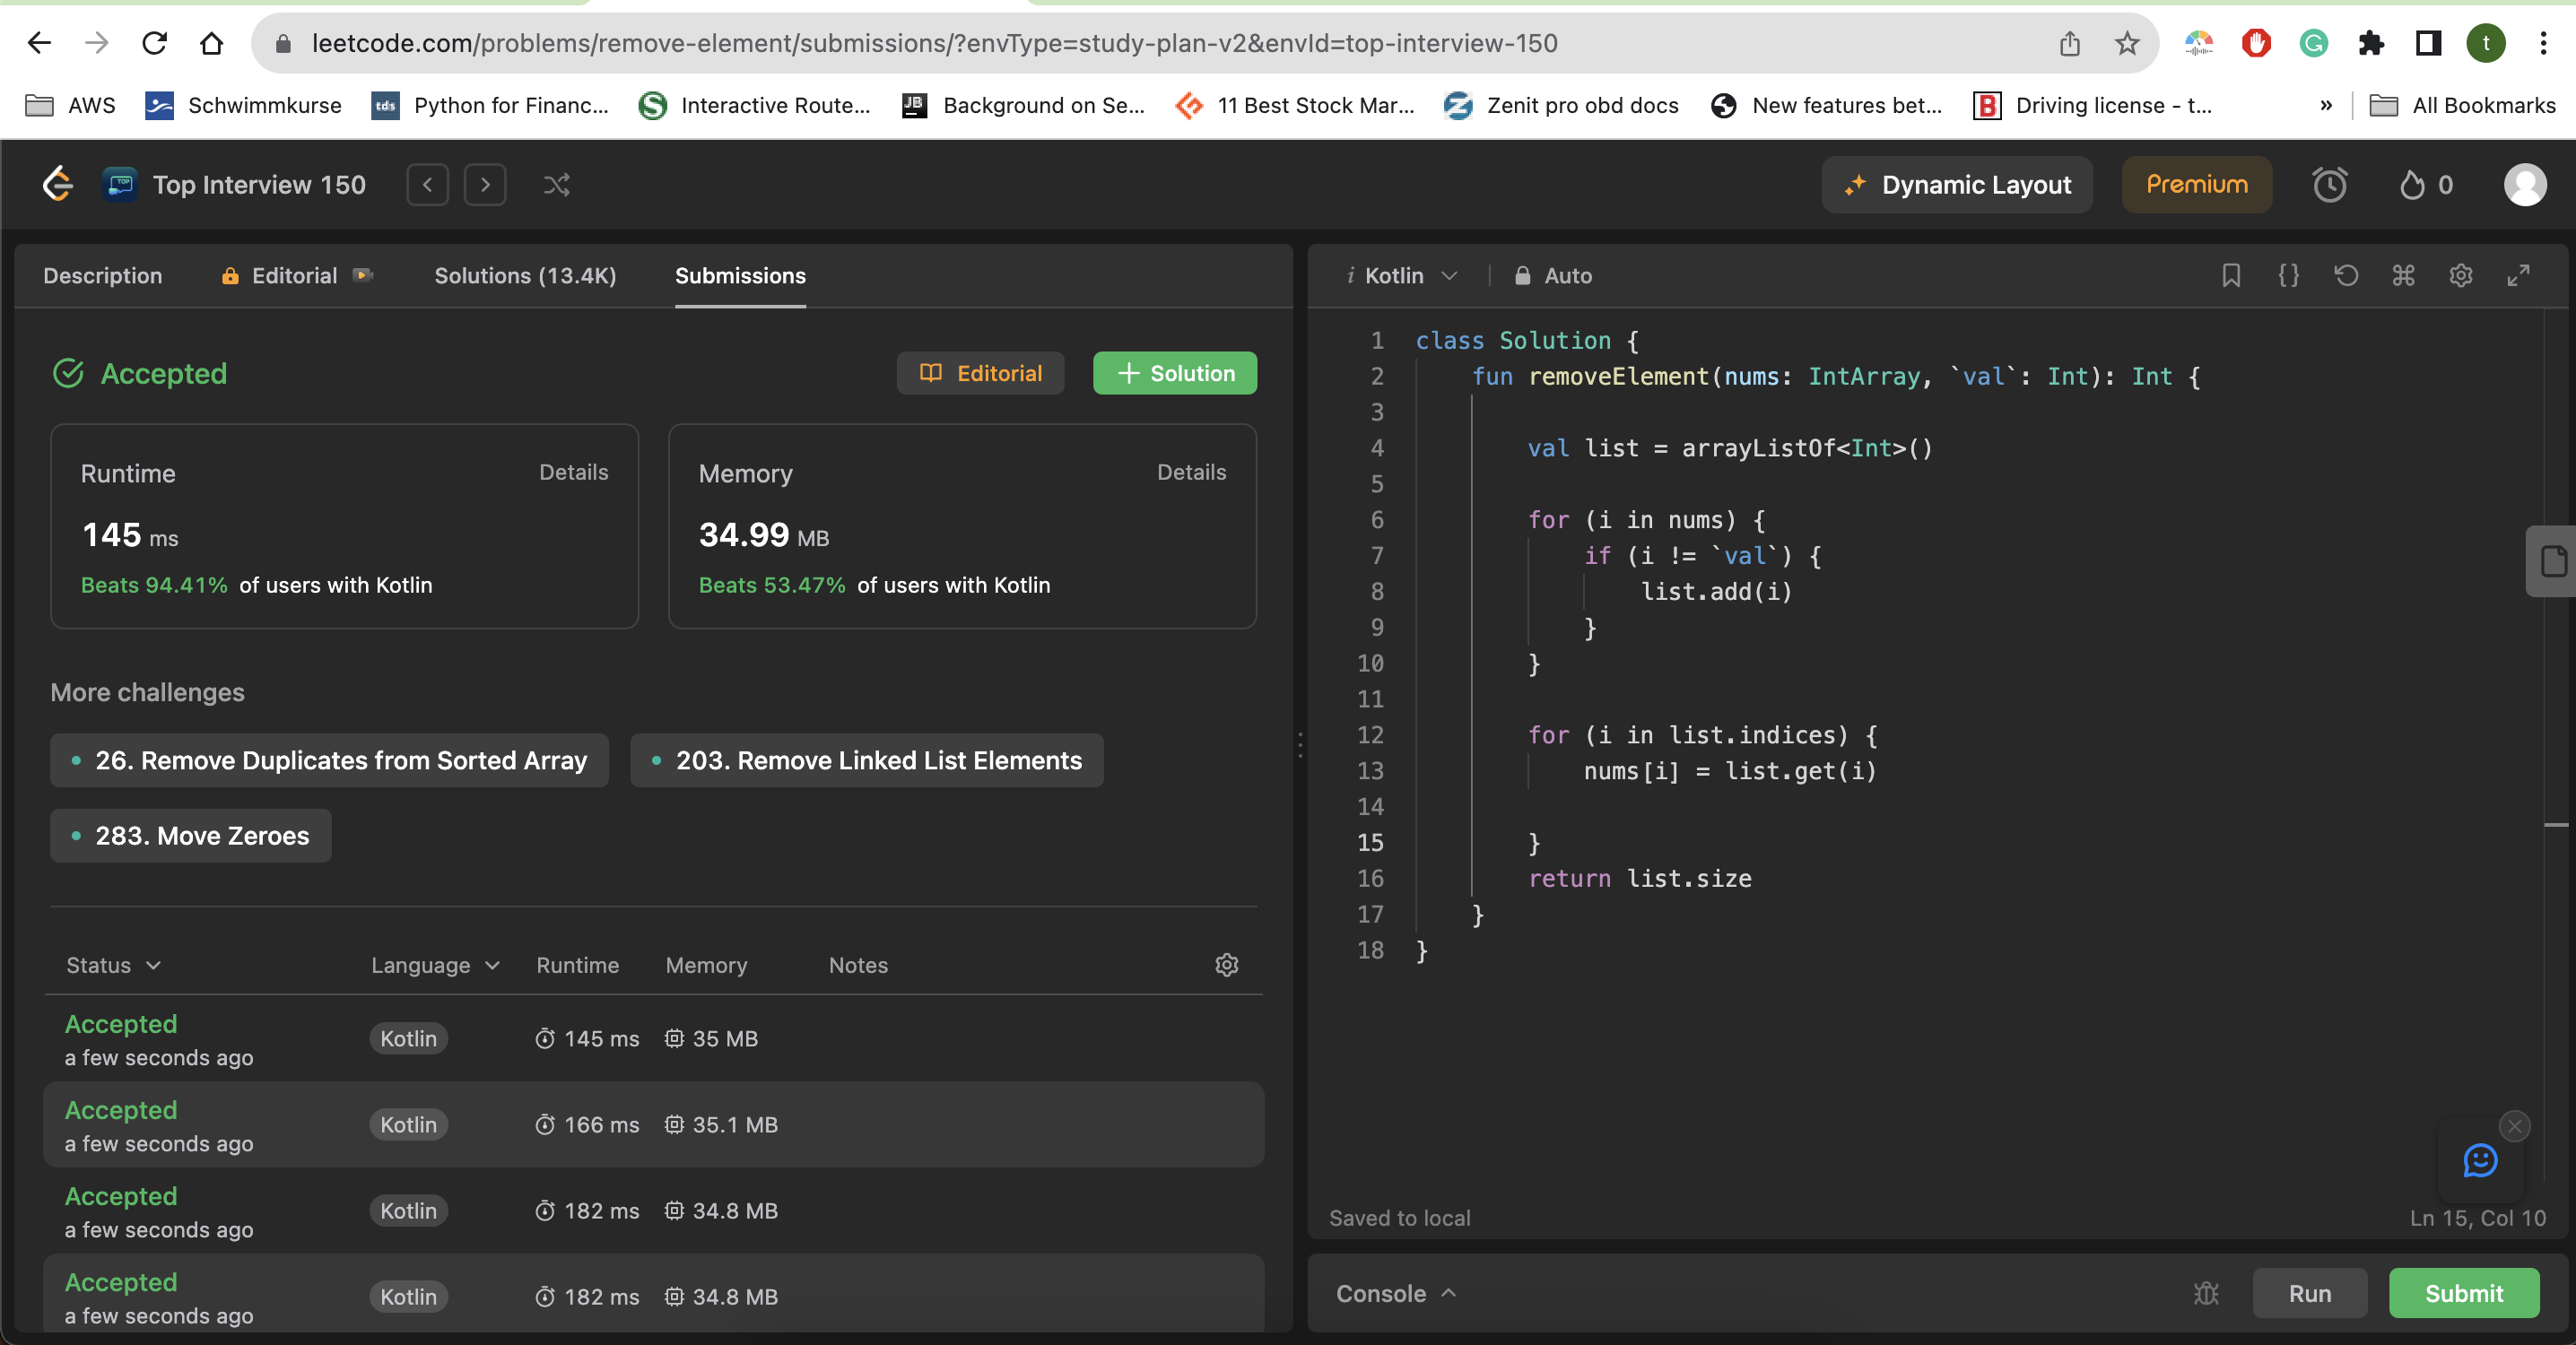 leetcode.com/problems/remove-element/submissions/?envType=study-plan-v2&envId=top-interview-150
t
AWS
Schwimmkurse
tds Python for Financ...
S Interactive Route...
JB Background on Se...
11 Best Stock Mar...
Zenit pro obd docs
New features bet...
B Driving license - t...
»
All Bookmarks
TOP Top Interview 150
Dynamic Layout
Premium
0
Description
Editorial
Solutions (13.4K)
Submissions
Accepted
Editorial
+ Solution
Runtime
Details
145 ms
Beats 94.41% of users with Kotlin
Memory
Details
34.99 MB
Beats 53.47% of users with Kotlin
More challenges
• 26. Remove Duplicates from Sorted Array
• 203. Remove Linked List Elements
• 283. Move Zeroes
Status Language Runtime Memory Notes
Accepted
a few seconds ago
Kotlin
145 ms
35 MB
Accepted
a few seconds ago
Kotlin
166 ms
35.1 MB
Accepted
a few seconds ago
Kotlin
182 ms
34.8 MB
Accepted
a few seconds ago
Kotlin
182 ms
34.8 MB
i Kotlin
Auto
{}
1 class Solution {
2     fun removeElement(nums: IntArray, `val`: Int): Int {
3
4         val list = arrayListOf<Int>()
5
6         for (i in nums) {
7             if (i != `val`) {
8                 list.add(i)
9             }
10         }
11
12         for (i in list.indices) {
13             nums[i] = list.get(i)
14
15         }
16         return list.size
17     }
18 }
Saved to local
Ln 15, Col 10
Console
Run
Submit